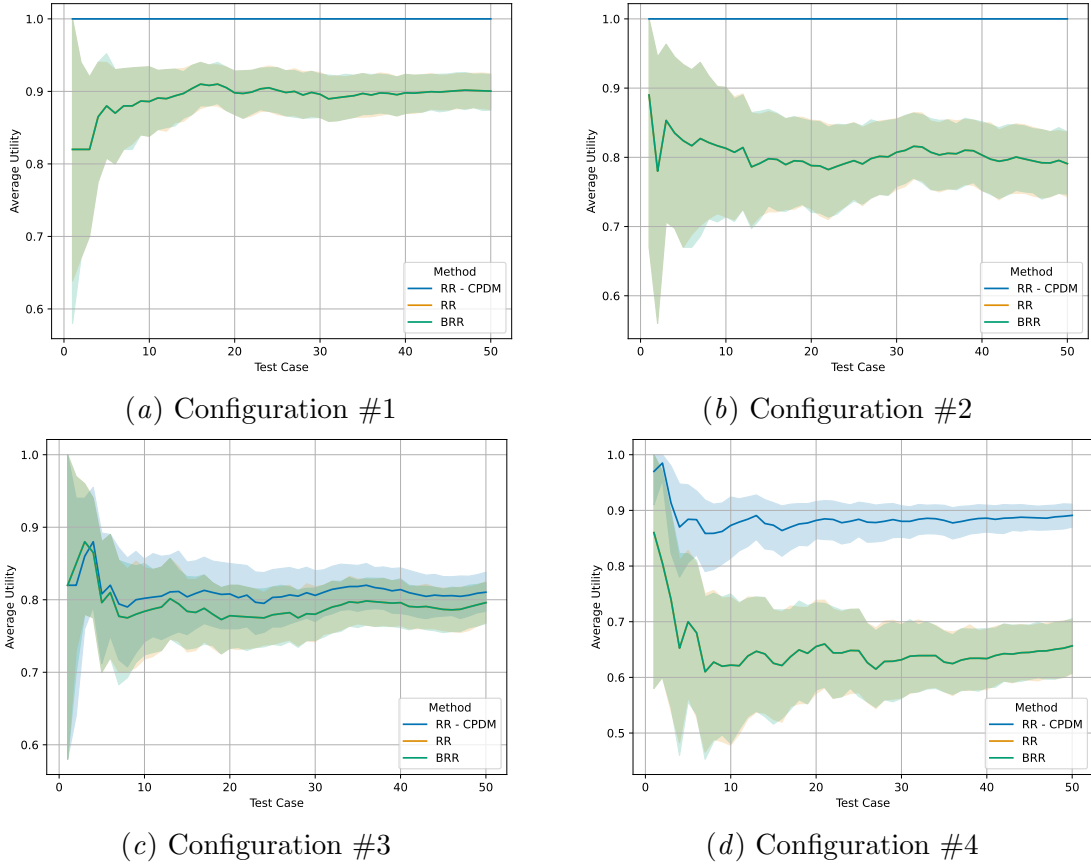 1.0
0.9
0.8
0.7
0.6
Average Utility
0 10 20 30 40 50
Test Case
Method
RR - CPDM
RR
BRR
(a) Configuration #1
1.0
0.9
0.8
0.7
0.6
Average Utility
0 10 20 30 40 50
Test Case
Method
RR - CPDM
RR
BRR
(b) Configuration #2
1.0
0.9
0.8
0.7
0.6
Average Utility
0 10 20 30 40 50
Test Case
Method
RR - CPDM
RR
BRR
(c) Configuration #3
1.0
0.9
0.8
0.7
0.6
0.5
Average Utility
0 10 20 30 40 50
Test Case
Method
RR - CPDM
RR
BRR
(d) Configuration #4